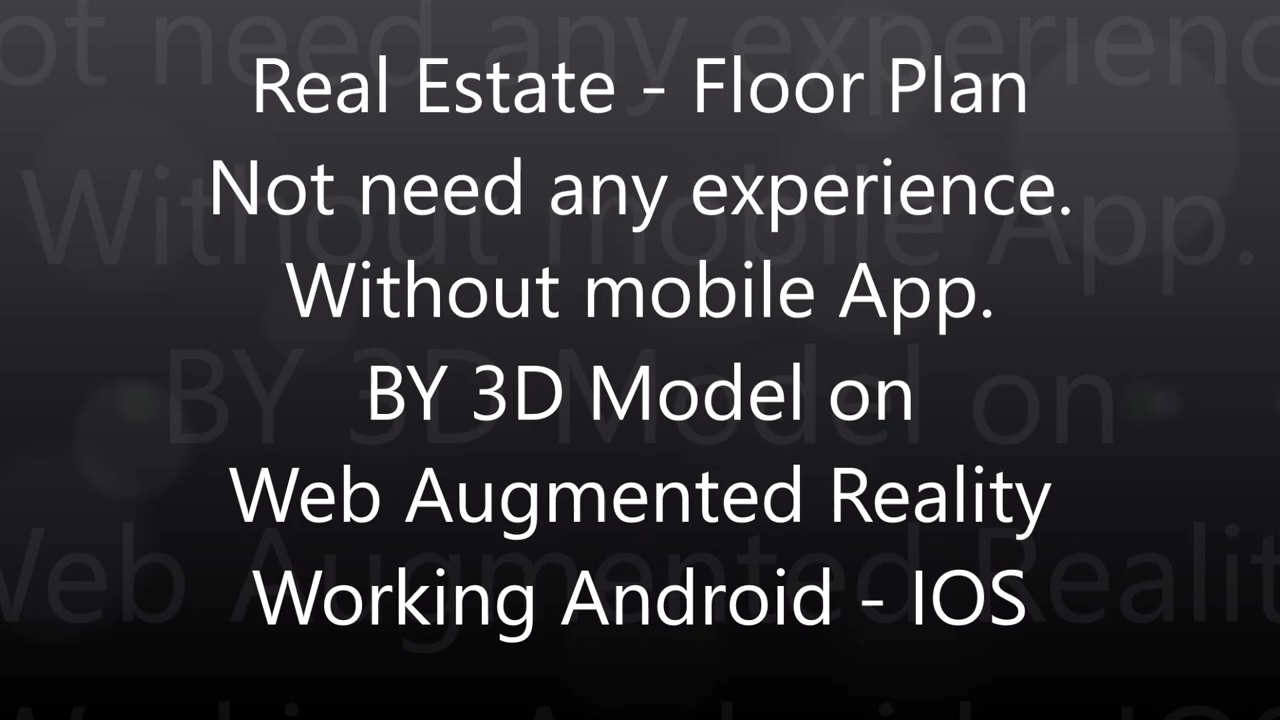 Real Estate - Floor Plan
Not need any experience.
Without mobile App.
BY 3D Model on
Web Augmented Reality
Working Android - IOS